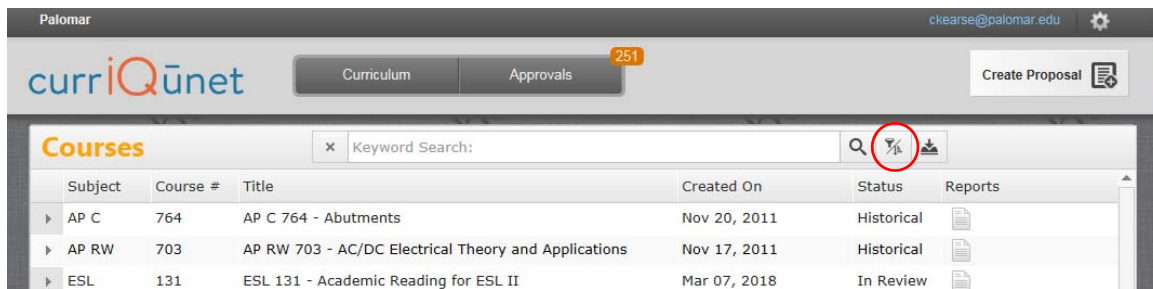 Palomar ckearse@palomar.edu
currIQūnet Curriculum Approvals 251 Create Proposal
Courses × Keyword Search:
Subject Course # Title Created On Status Reports
AP C 764 AP C 764 - Abutments Nov 20, 2011 Historical
AP RW 703 AP RW 703 - AC/DC Electrical Theory and Applications Nov 17, 2011 Historical
ESL 131 ESL 131 - Academic Reading for ESL II Mar 07, 2018 In Review